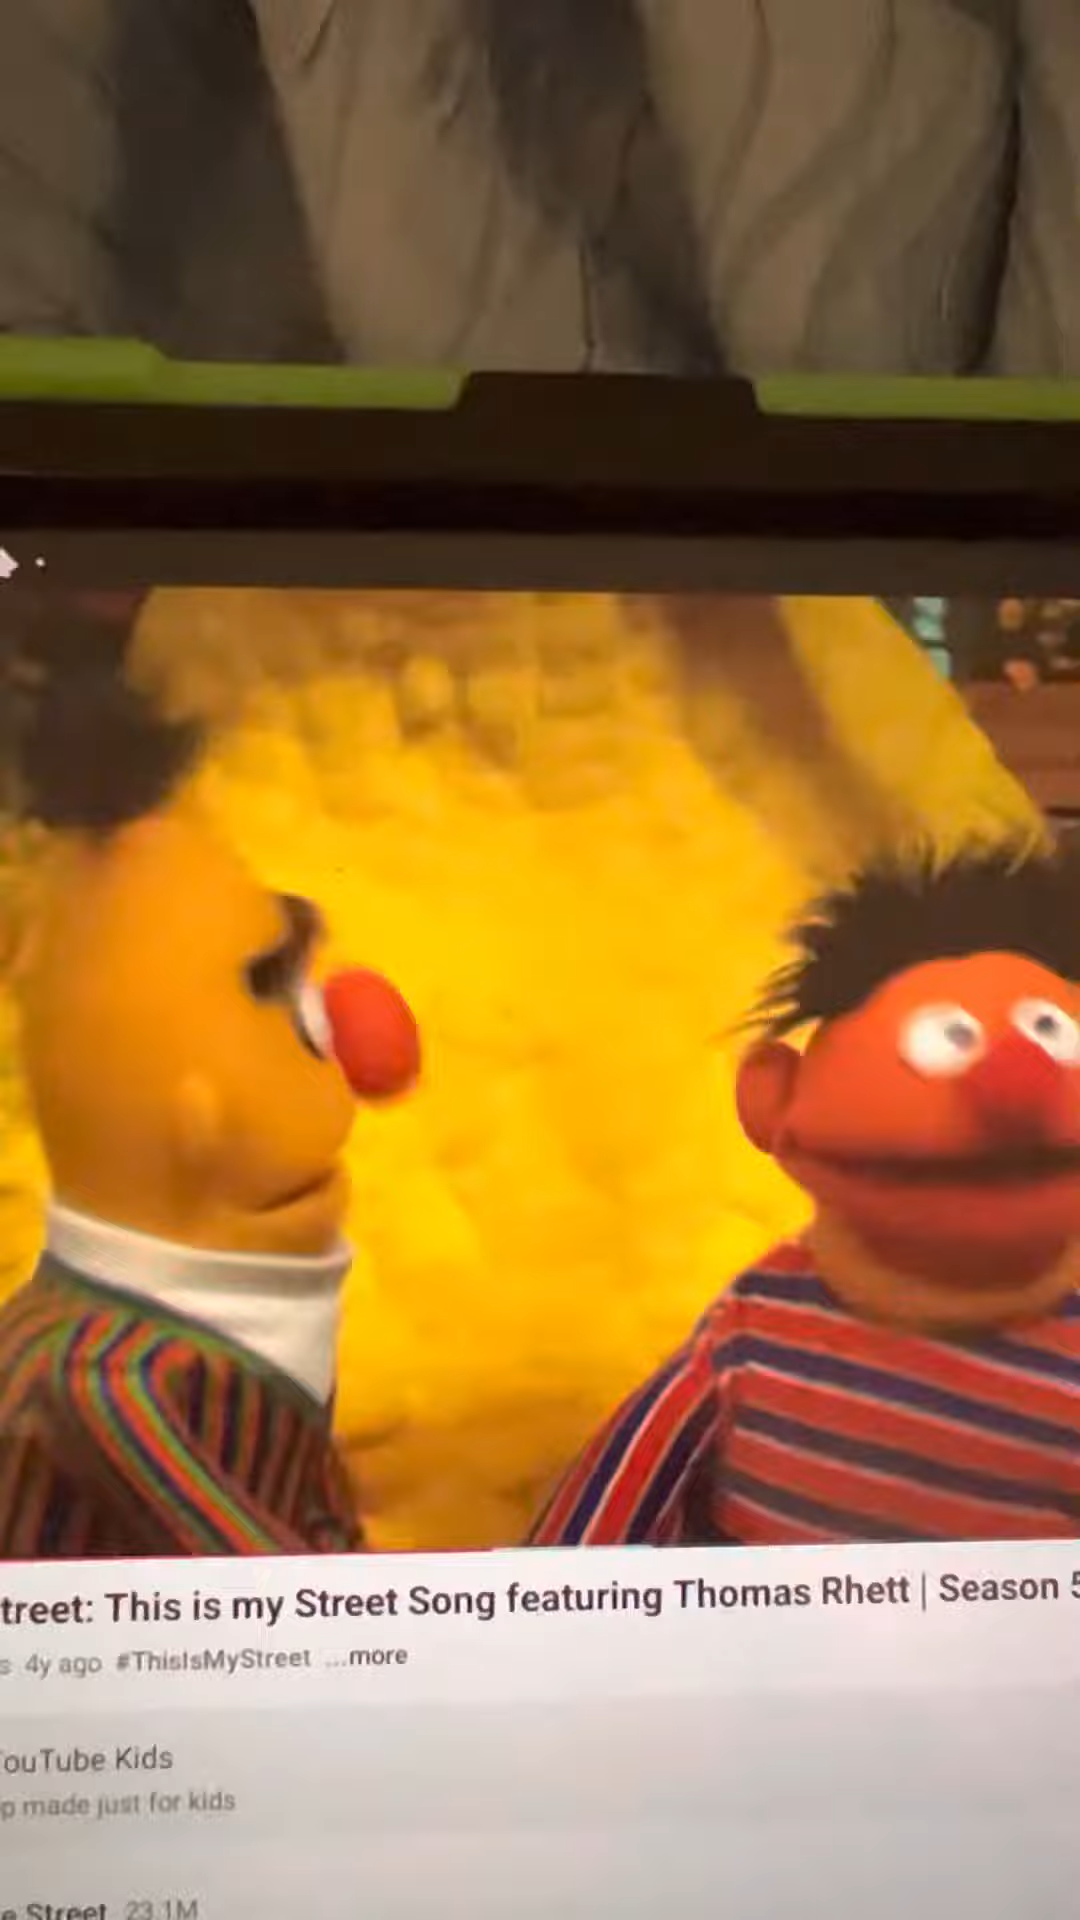 treet: This is my Street Song featuring Thomas Rhett | Season 5
s 4y ago #ThisIsMyStreet ...more
ouTube Kids
p made just for kids
e Street 23.1M